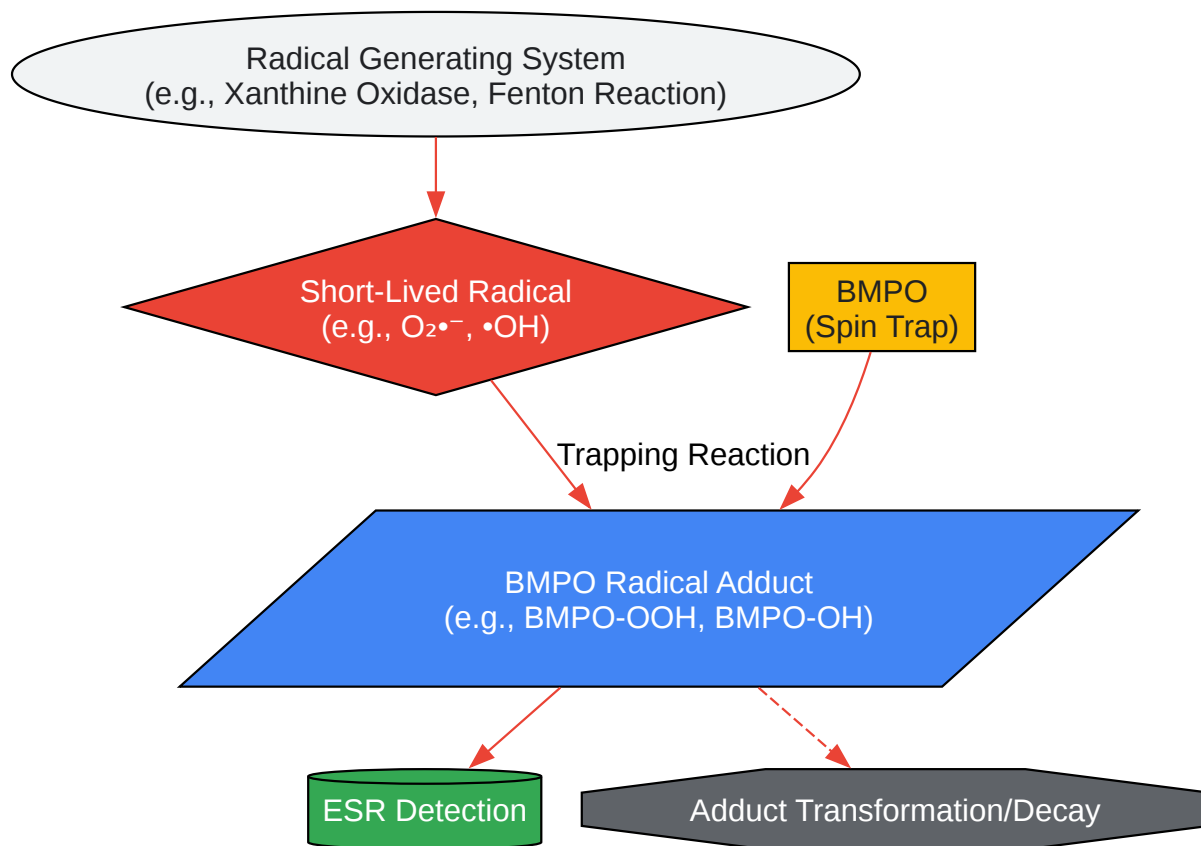 Radical Generating System
(e.g., Xanthine Oxidase, Fenton Reaction)
Short-Lived Radical
(e.g., O₂•⁻, •OH)
BMPO
(Spin Trap)
Trapping Reaction
BMPO Radical Adduct
(e.g., BMPO-OOH, BMPO-OH)
ESR Detection
Adduct Transformation/Decay